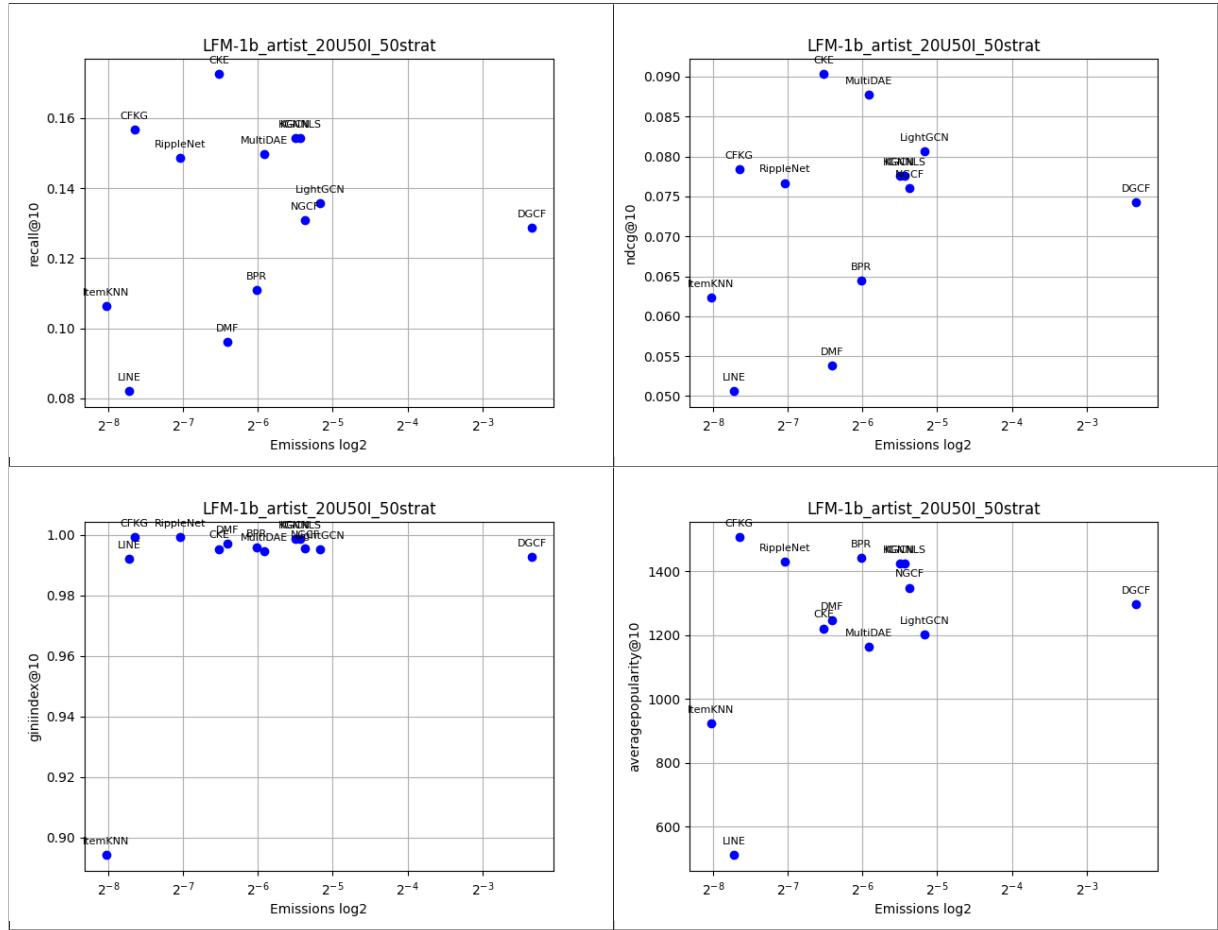 LFM-1b_artist_20U50I_50strat
CKE
0.16
CFKG
RippleNet
MultiDAE
0.14
LightGCN
NGCF
DGCF
recall@10
0.12
BPR
ItemKNN
0.10
DMF
LINE
0.08
2^-8 2^-7 2^-6 2^-5 2^-4 2^-3
Emissions log2
LFM-1b_artist_20U50I_50strat
CKE
0.090
MultiDAE
0.085
LightGCN
0.080
CFKG
RippleNet
NGCF
0.075
DGCF
ndcg@10
0.070
0.065
BPR
ItemKNN
0.060
0.055
DMF
LINE
0.050
2^-8 2^-7 2^-6 2^-5 2^-4 2^-3
Emissions log2
LFM-1b_artist_20U50I_50strat
1.00
CFKG
RippleNet
DMF
BPR
CKE
MultiDAE
NGCF
LightGCN
LINE
DGCF
0.98
0.96
giniindex@10
0.94
0.92
0.90
ItemKNN
2^-8 2^-7 2^-6 2^-5 2^-4 2^-3
Emissions log2
LFM-1b_artist_20U50I_50strat
CFKG
RippleNet
BPR
1400
NGCF
DGCF
DMF
CKE
LightGCN
1200
MultiDAE
averagepopularity@10
1000
ItemKNN
800
600
LINE
2^-8 2^-7 2^-6 2^-5 2^-4 2^-3
Emissions log2